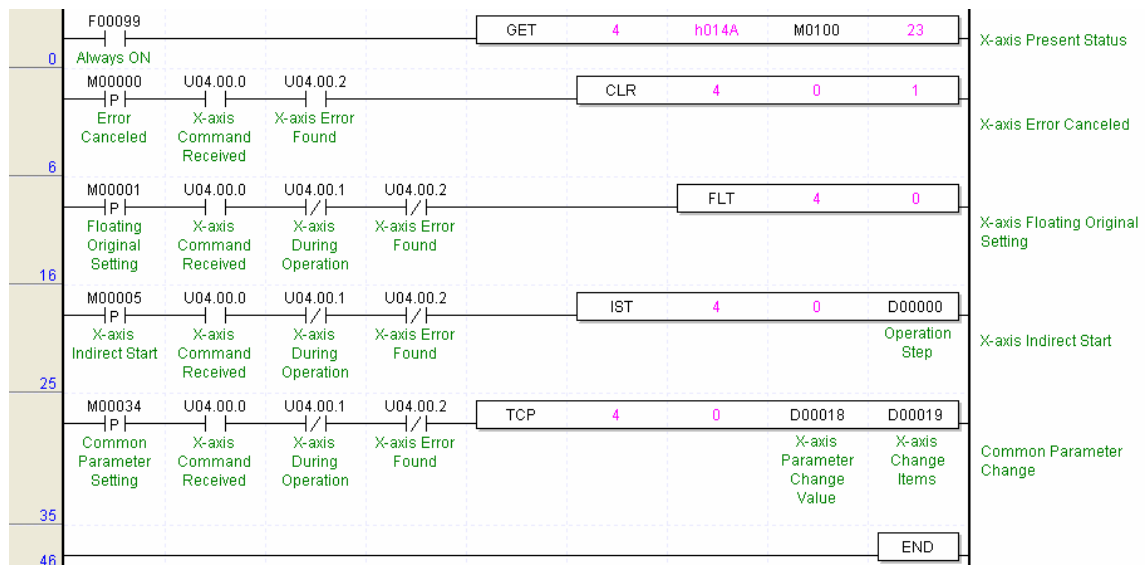 F00099
GET 4 h014A M0100 23
X-axis Present Status
P
Always ON
0
M00000 U04.00.0 U04.00.2
CLR 4 0 1
P
Error Canceled
X-axis Command Received
X-axis Error Found
X-axis Error Canceled
6
M00001 U04.00.0 U04.00.1 U04.00.2
FLT 4 0
P
Floating Original Setting
X-axis Command Received
X-axis During Operation
X-axis Error Found
X-axis Floating Original Setting
16
M00005 U04.00.0 U04.00.1 U04.00.2
IST 4 0 D00000
P
X-axis Indirect Start
X-axis Command Received
X-axis During Operation
X-axis Error Found
Operation Step
X-axis Indirect Start
25
M00034 U04.00.0 U04.00.1 U04.00.2
TCP 4 0 D00018 D00019
P
Common Parameter Setting
X-axis Command Received
X-axis During Operation
X-axis Error Found
X-axis Parameter Change Value
X-axis Change Items
Common Parameter Change
35
END
46